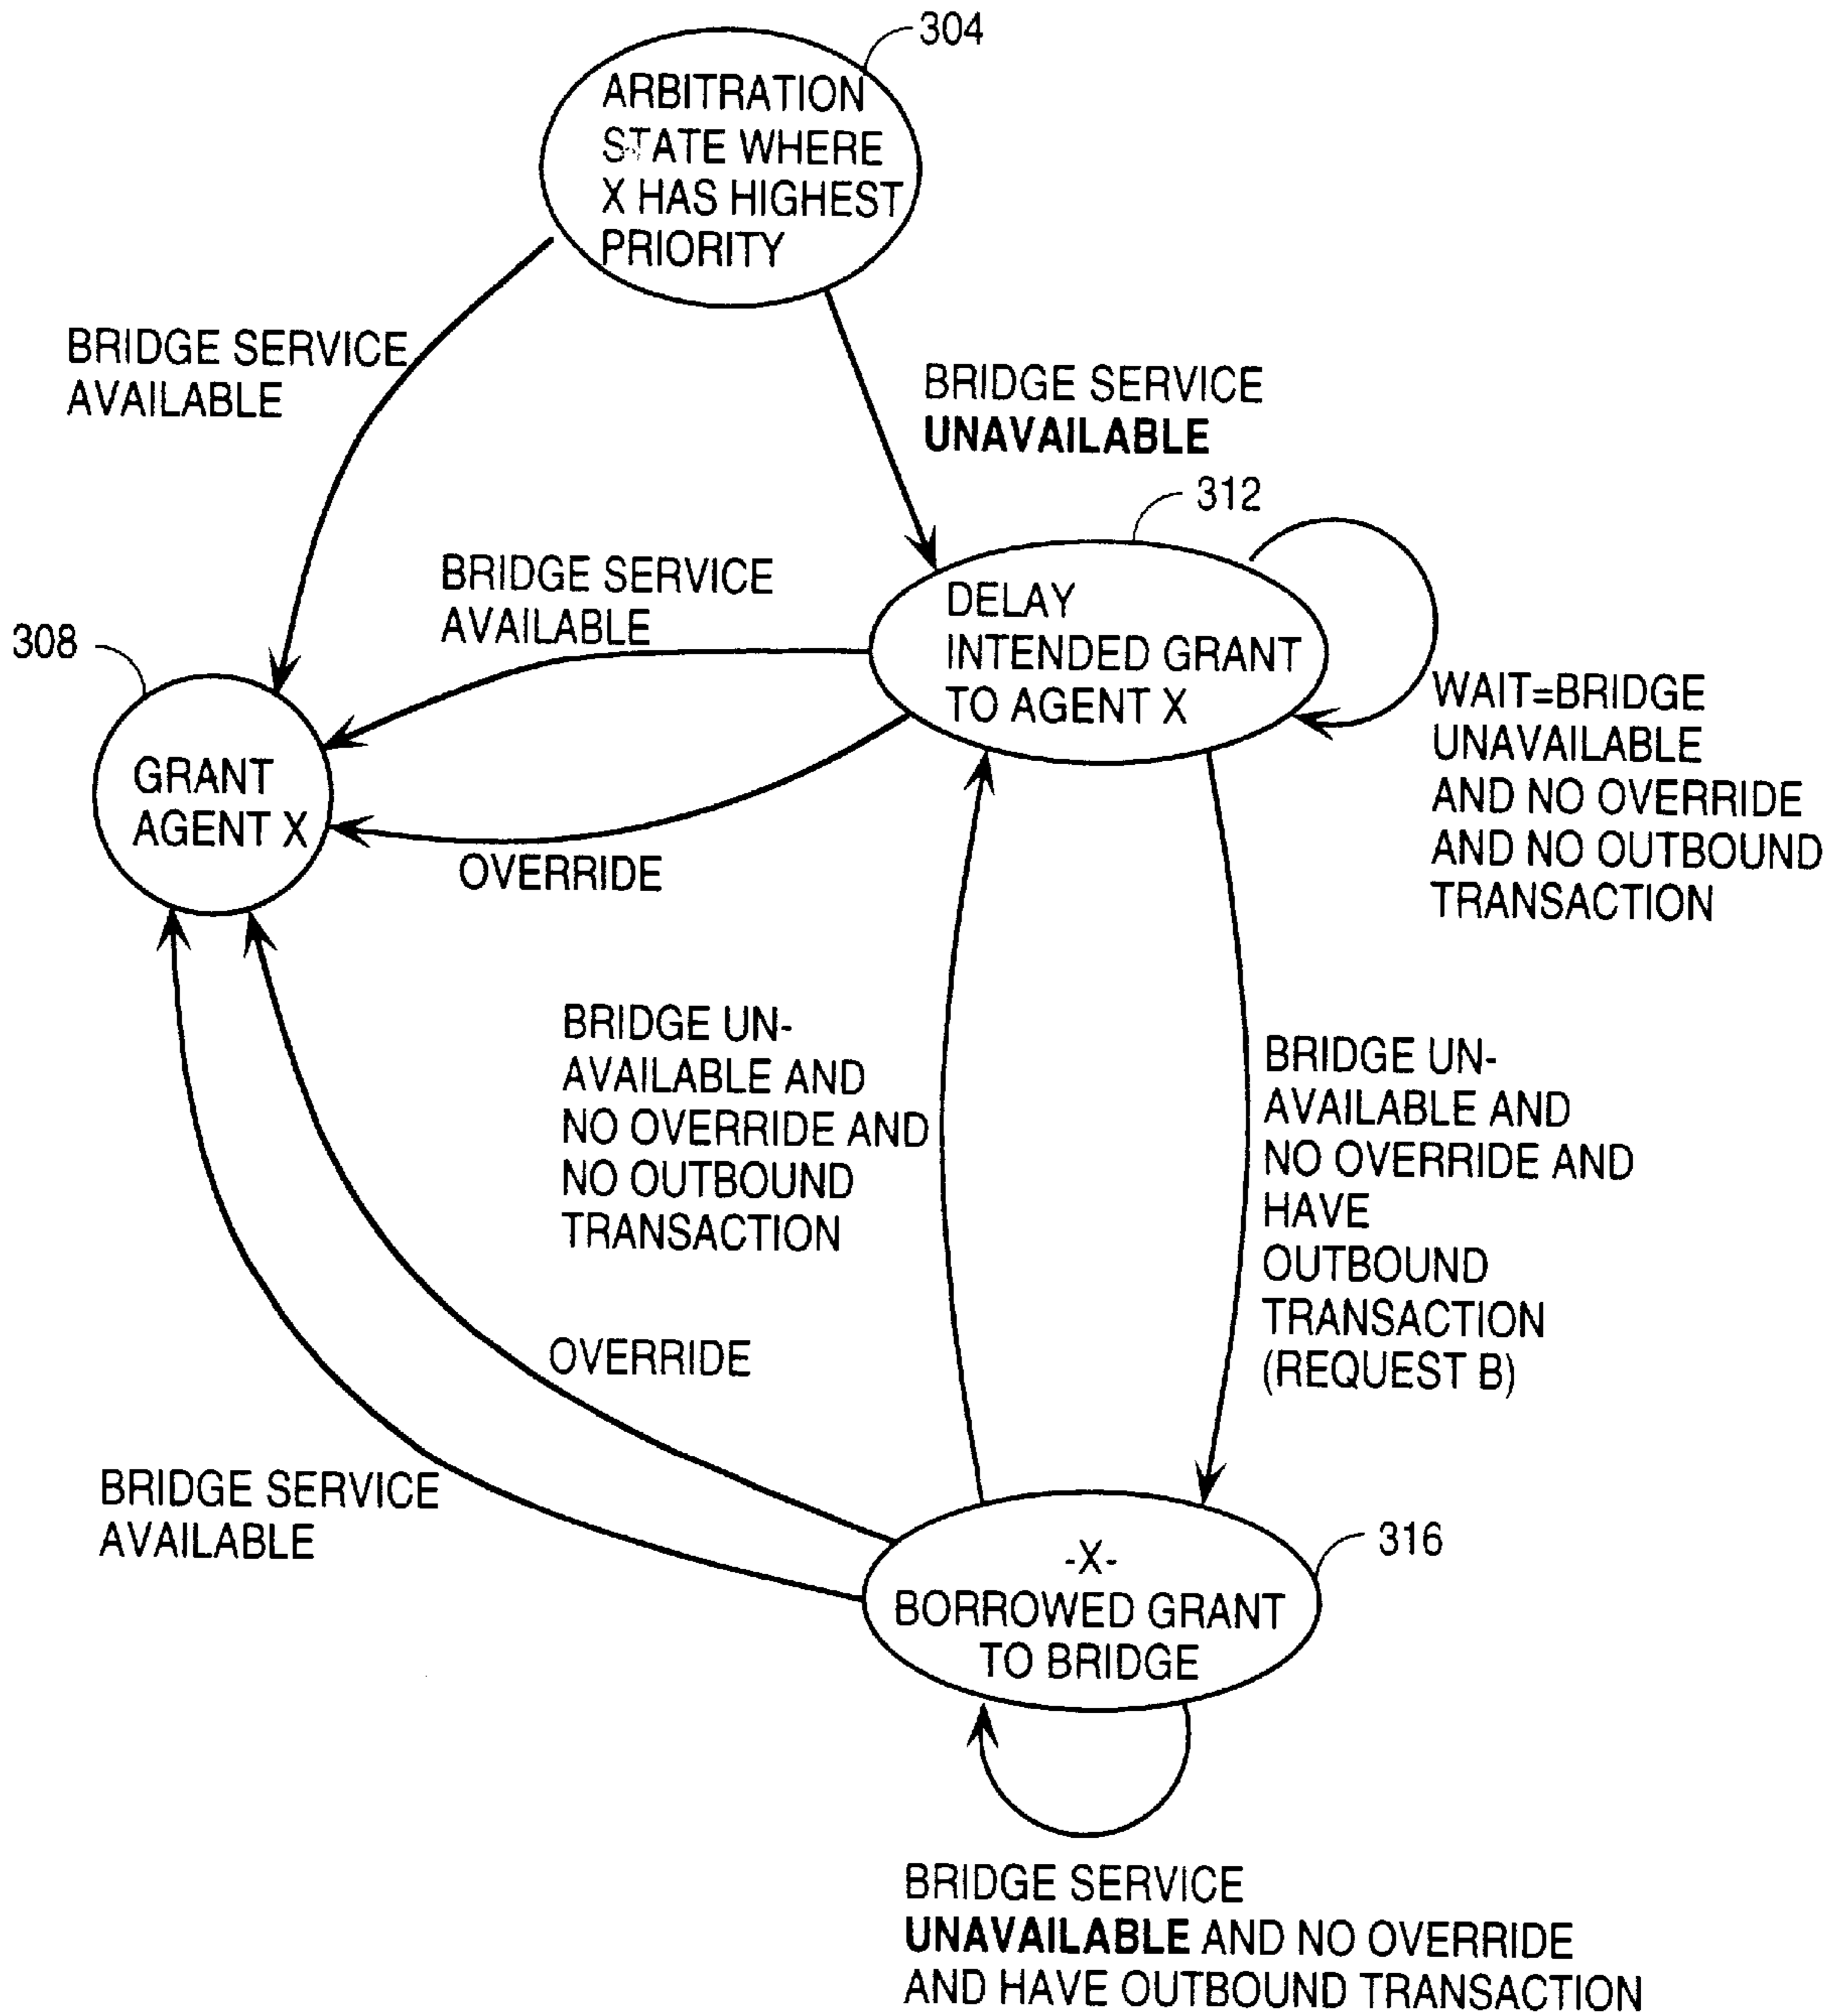 304
ARBITRATION
STATE WHERE
X HAS HIGHEST
PRIORITY
BRIDGE SERVICE
AVAILABLE
BRIDGE SERVICE
UNAVAILABLE
312
BRIDGE SERVICE
AVAILABLE
DELAY
INTENDED GRANT
TO AGENT X
308
GRANT
AGENT X
WAIT=BRIDGE
UNAVAILABLE
AND NO OVERRIDE
AND NO OUTBOUND
TRANSACTION
OVERRIDE
BRIDGE UN-
AVAILABLE AND
NO OVERRIDE AND
NO OUTBOUND
TRANSACTION
BRIDGE UN-
AVAILABLE AND
NO OVERRIDE AND
HAVE
OUTBOUND
TRANSACTION
(REQUEST B)
OVERRIDE
BRIDGE SERVICE
AVAILABLE
316
-X-
BORROWED GRANT
TO BRIDGE
BRIDGE SERVICE
UNAVAILABLE AND NO OVERRIDE
AND HAVE OUTBOUND TRANSACTION